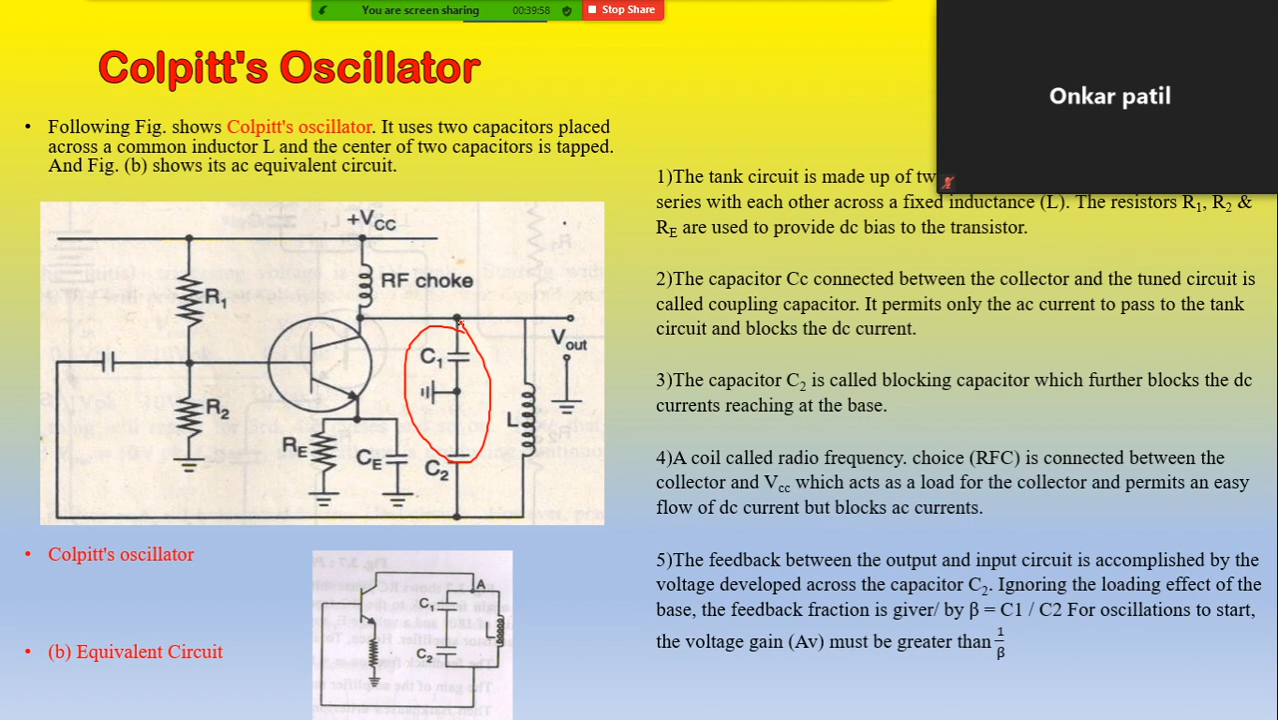 You are screen sharing
00:39:58
Stop Share
Colpitt's Oscillator
Onkar patil
• Following Fig. shows Colpitt's oscillator. It uses two capacitors placed
across a common inductor L and the center of two capacitors is tapped.
And Fig. (b) shows its ac equivalent circuit.
+VCC
RF choke
R1
C1
Vout
R2
L
RE
CE
C2
• Colpitt's oscillator
A
C1
L
C2
• (b) Equivalent Circuit
1)The tank circuit is made up of
series with each other across a fixed inductance (L). The resistors R1, R2 &
RE are used to provide dc bias to the transistor.
2)The capacitor Cc connected between the collector and the tuned circuit is
called coupling capacitor. It permits only the ac current to pass to the tank
circuit and blocks the dc current.
3)The capacitor C2 is called blocking capacitor which further blocks the dc
currents reaching at the base.
4)A coil called radio frequency. choice (RFC) is connected between the
collector and Vcc which acts as a load for the collector and permits an easy
flow of dc current but blocks ac currents.
5)The feedback between the output and input circuit is accomplished by the
voltage developed across the capacitor C2. Ignoring the loading effect of the
base, the feedback fraction is giver/ by β = C1 / C2 For oscillations to start,
the voltage gain (Av) must be greater than 1/β